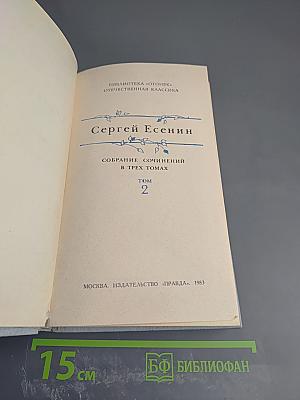 БИБЛИОТЕКА «ОГОНЕК»
ОТЕЧЕСТВЕННАЯ КЛАССИКА
Сергей Есенин
СОБРАНИЕ СОЧИНЕНИЙ
В ТРЕХ ТОМАХ
ТОМ
2
МОСКВА. ИЗДАТЕЛЬСТВО «ПРАВДА». 1983
15 см
БФ БИБЛИОФАН